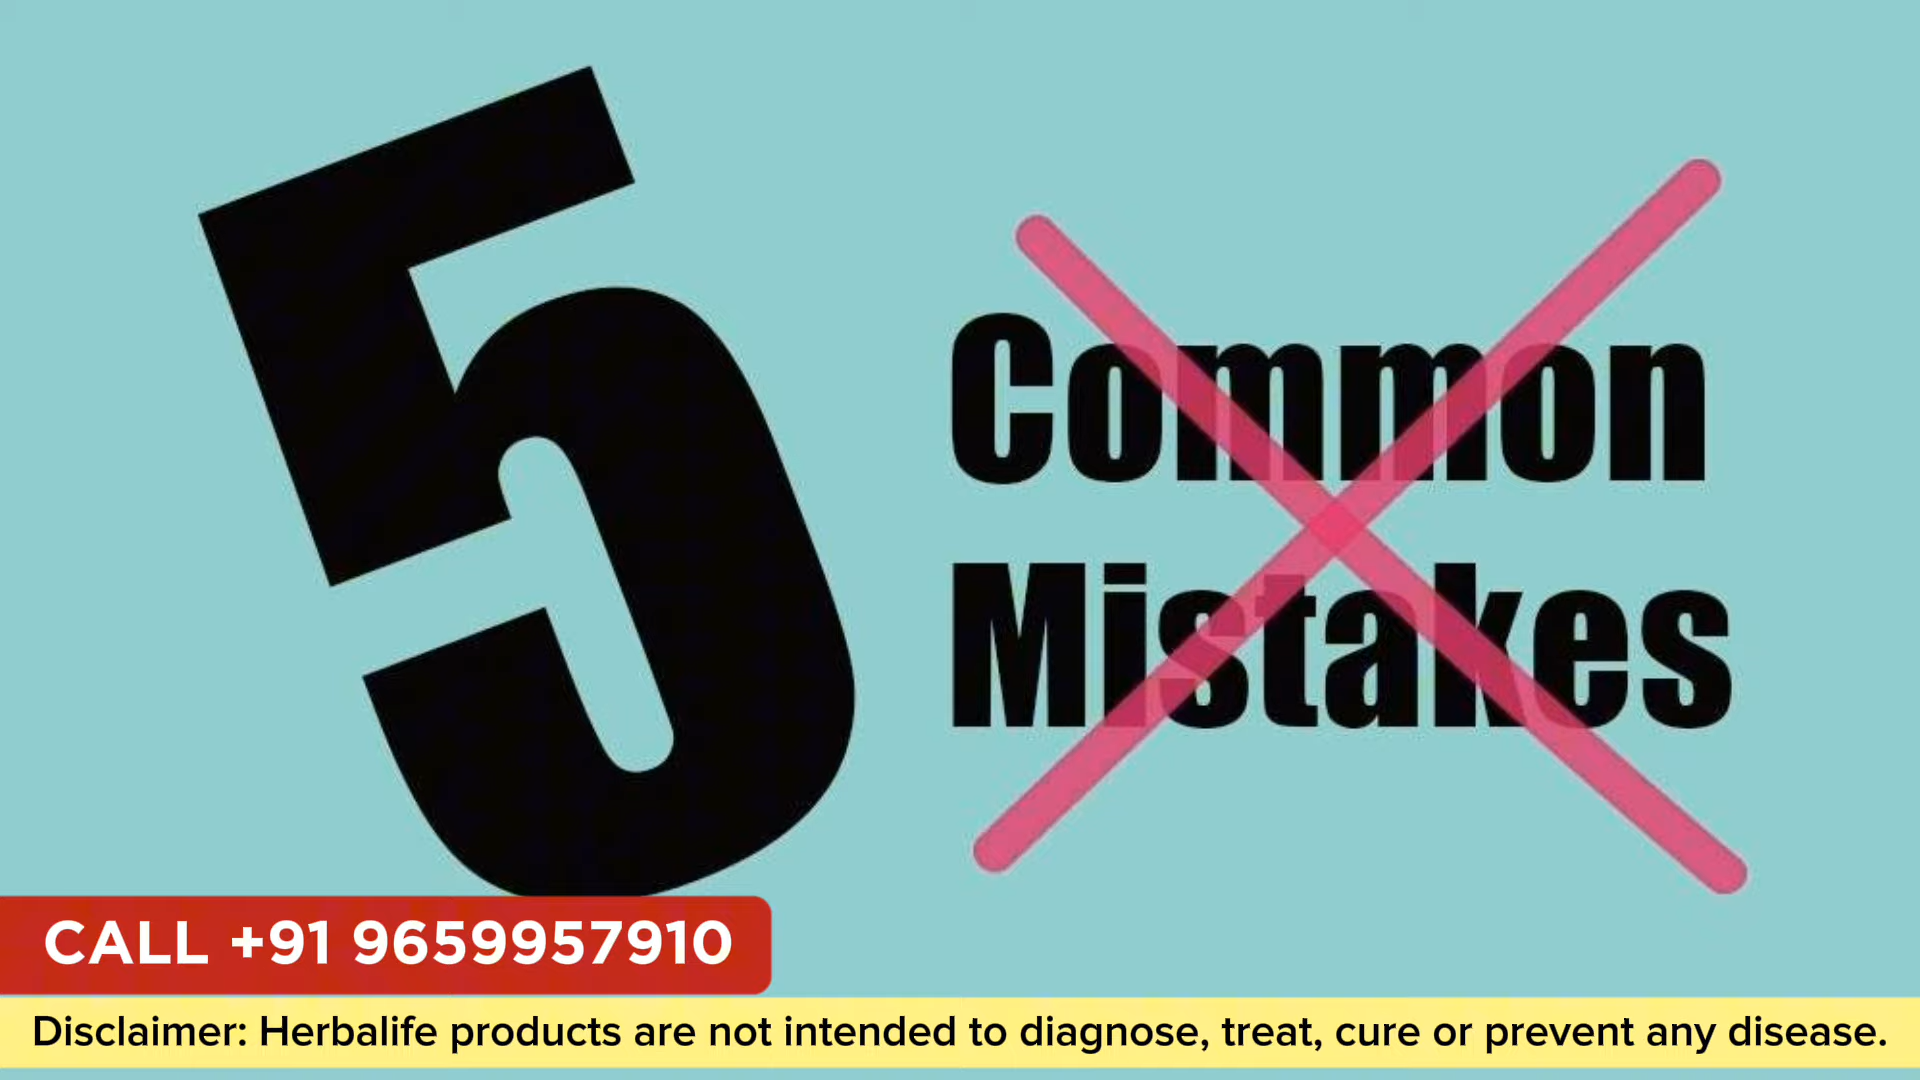 5
Common
Mistakes
CALL +91 9659957910
Disclaimer: Herbalife products are not intended to diagnose, treat, cure or prevent any disease.